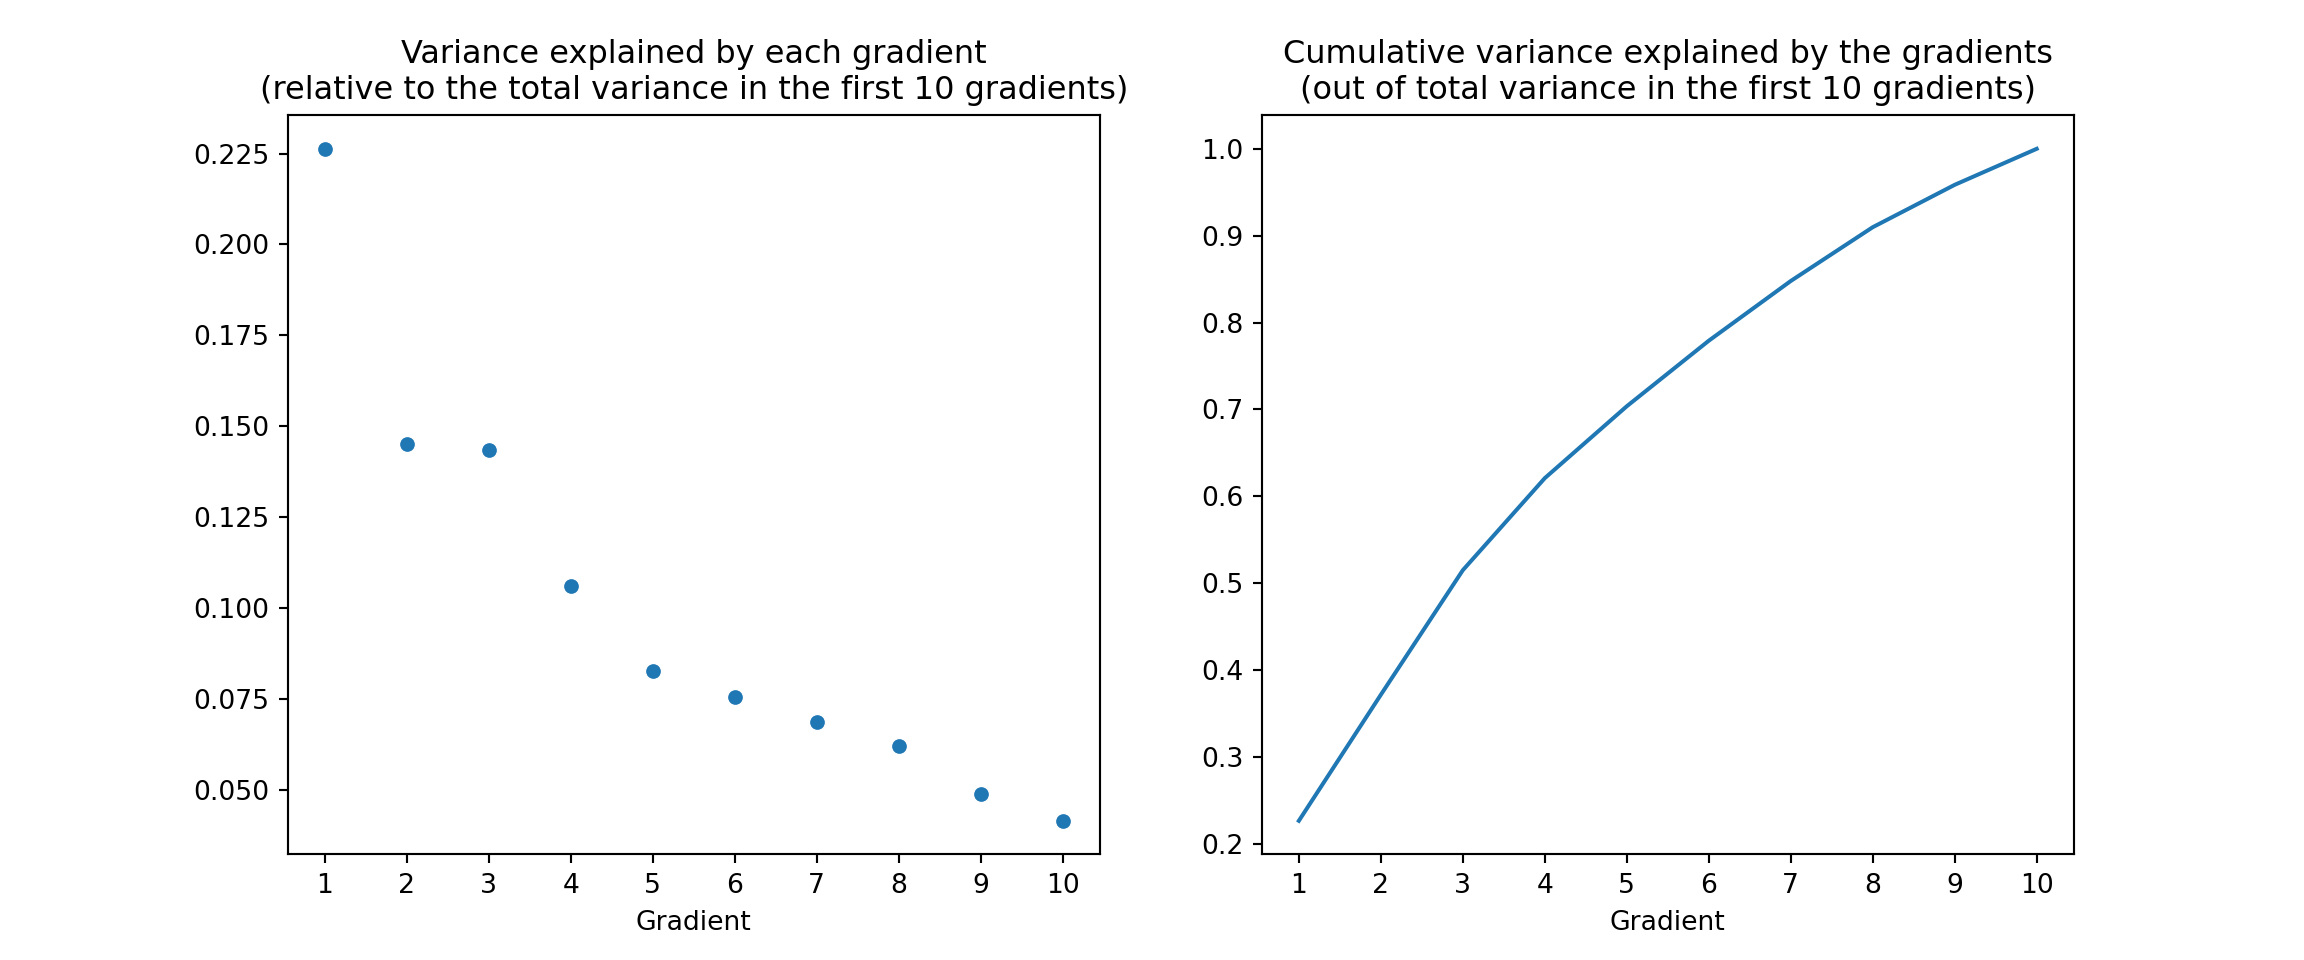 Variance explained by each gradient
(relative to the total variance in the first 10 gradients)
0.225
0.200
0.175
0.150
0.125
0.100
0.075
0.050
1 2 3 4 5 6 7 8 9 10
Gradient
Cumulative variance explained by the gradients
(out of total variance in the first 10 gradients)
1.0
0.9
0.8
0.7
0.6
0.5
0.4
0.3
0.2
1 2 3 4 5 6 7 8 9 10
Gradient